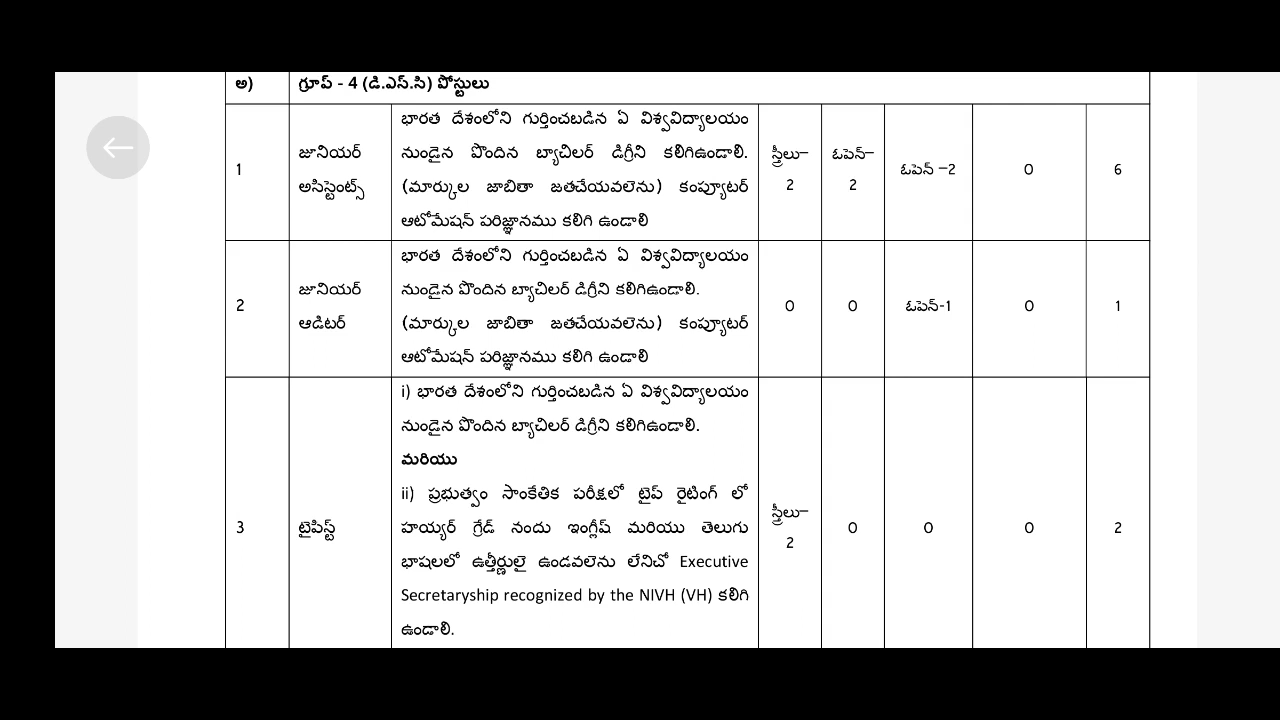 అ) గ్రూప్ - 4 (డి.ఎస్.సి) పోస్టులు
1
జూనియర్
అసిస్టెంట్స్
భారత దేశంలోని గుర్తించబడిన ఏ విశ్వవిద్యాలయం
నుండైన పొందిన బ్యాచిలర్ డిగ్రీని కలిగిఉండాలి.
(మార్కుల జాబితా జతచేయవలెను) కంప్యూటర్
ఆటోమేషన్ పరిజ్ఞానము కలిగి ఉండాలి
స్త్రీలు–
2
ఓపెన్–
2
ఓపెన్ –2
0
6
2
జూనియర్
ఆడిటర్
భారత దేశంలోని గుర్తించబడిన ఏ విశ్వవిద్యాలయం
నుండైన పొందిన బ్యాచిలర్ డిగ్రీని కలిగిఉండాలి.
(మార్కుల జాబితా జతచేయవలెను) కంప్యూటర్
ఆటోమేషన్ పరిజ్ఞానము కలిగి ఉండాలి
0
0
ఓపెన్-1
0
1
3
టైపిస్ట్
i) భారత దేశంలోని గుర్తించబడిన ఏ విశ్వవిద్యాలయం
నుండైన పొందిన బ్యాచిలర్ డిగ్రీని కలిగిఉండాలి.
మరియు
ii) ప్రభుత్వం సాంకేతిక పరీక్షలో టైప్ రైటింగ్ లో
హయ్యర్ గ్రేడ్ నందు ఇంగ్లీష్ మరియు తెలుగు
భాషలలో ఉత్తీర్ణులై ఉండవలెను లేనిచో Executive
Secretaryship recognized by the NIVH (VH) కలిగి
ఉండాలి.
స్త్రీలు–
2
0
0
0
2